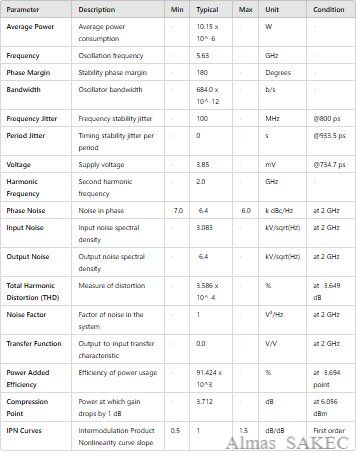 Parameter Description Min Typical Max Unit Condition
Average Power Average power - 10.15 x - W -
consumption 10^-6
Frequency Oscillation frequency - 5.63 - GHz -
Phase Margin Stability phase margin - 180 - Degrees -
Bandwidth Oscillator bandwidth - 684.0 x - b/s -
10^-12
Frequency Jitter Frequency stability jitter - 100 - MHz @800 ps
Period Jitter Timing stability jitter per - 0 - s @933.5
period ps
Voltage Supply voltage - 3.85 - mV @734.7 ps
Harmonic Second harmonic - 2.0 - GHz -
Frequency frequency
Phase Noise Noise in phase -7.0 -6.4 -6.0 k dBc/Hz) at 2 GHz
Input Noise Input noise spectral - 3.083 - kV/sqrt(Hz) at 2 GHz
density
Output Noise Output noise spectral - -6.4 - kV/sqrt(Hz) at 2 GHz
density
Total Harmonic Measure of distortion - 3.586 x - % at -3.649
Distortion (THD) 10^-4 dB
Noise Factor Factor of noise in the - 1 - V²/Hz at 2 GHz
system
Transfer Function Output-to-input transfer - 0.0 - V/V at 2 GHz
characteristic
Power Added Efficiency of power usage - 91.424 x - % at -3.694
Efficiency 10^3 point
Compression Power at which gain - 3.712 - dB at 6.056
Point drops by 1 dB dBm
IPN Curves Intermodulation Product 0.5 1 1.5 dB/dB First order
Nonlinearity curve slope
Almas SAKEC